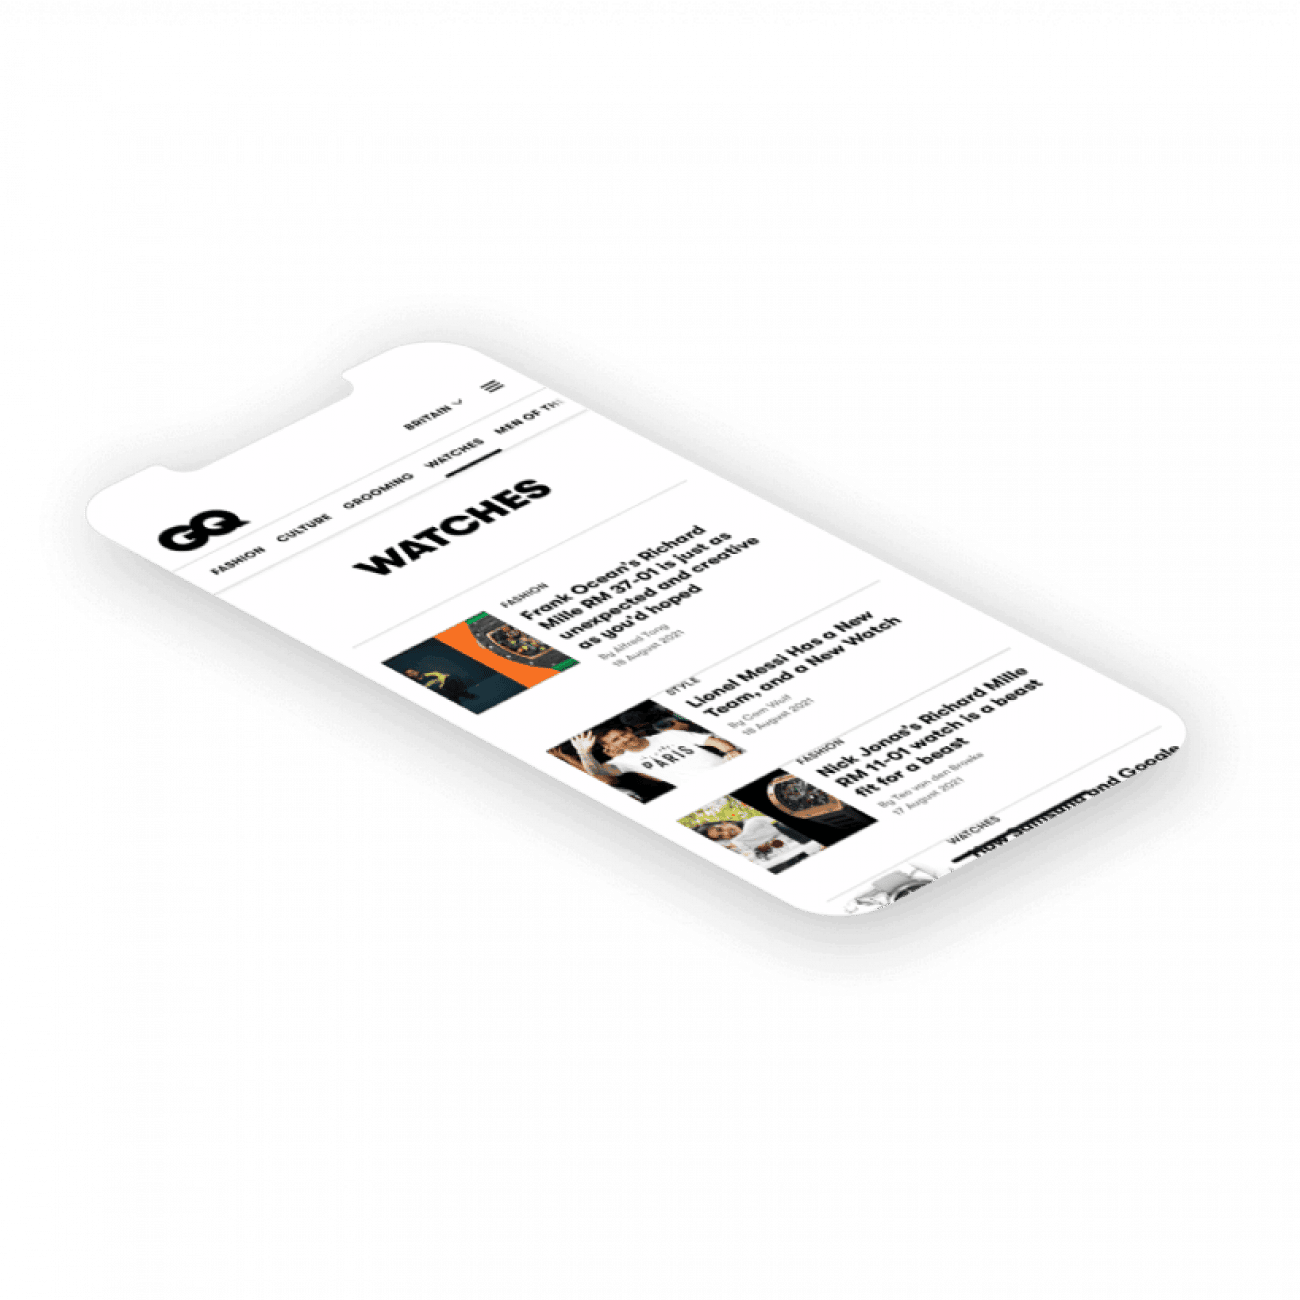 BRITAIN
GQ
FASHION CULTURE GROOMING WATCHES MEN OF TH
WATCHES
FASHION
Frank Ocean's Richard
Mille RM 37-01 is just as
unexpected and creative
as you'd hoped
By Alfred Tong
18 August 2021
STYLE
Lionel Messi Has a New
Team, and a New Watch
By Cam Wolf
18 August 2021
PARIS
FASHION
Nick Jonas's Richard Mille
RM 11-01 watch is a beast
fit for a beast
By Teo van den Broeke
17 August 2021
WATCHES
How Samsung and Google